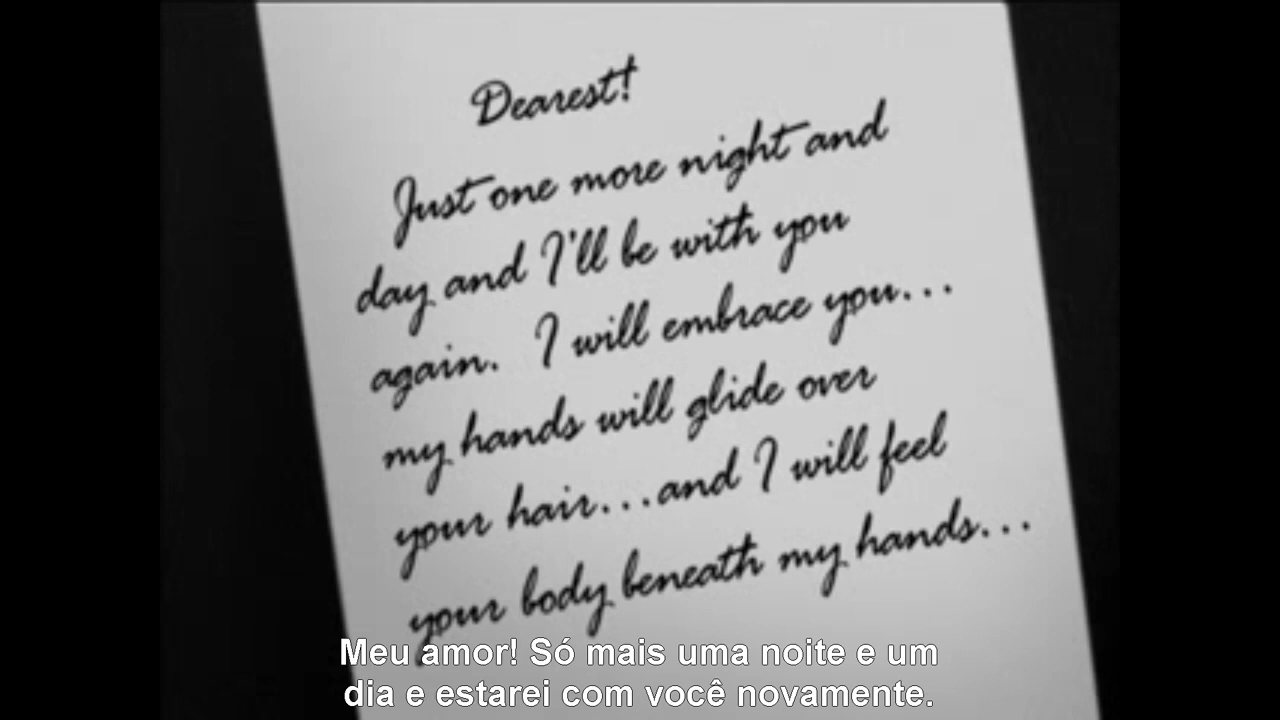 Dearest!
Just one more night and
day and I'll be with you
again. I will embrace you...
my hands will glide over
your hair...and I will feel
your body beneath my hands...
Meu amor! Só mais uma noite e um
dia e estarei com você novamente.